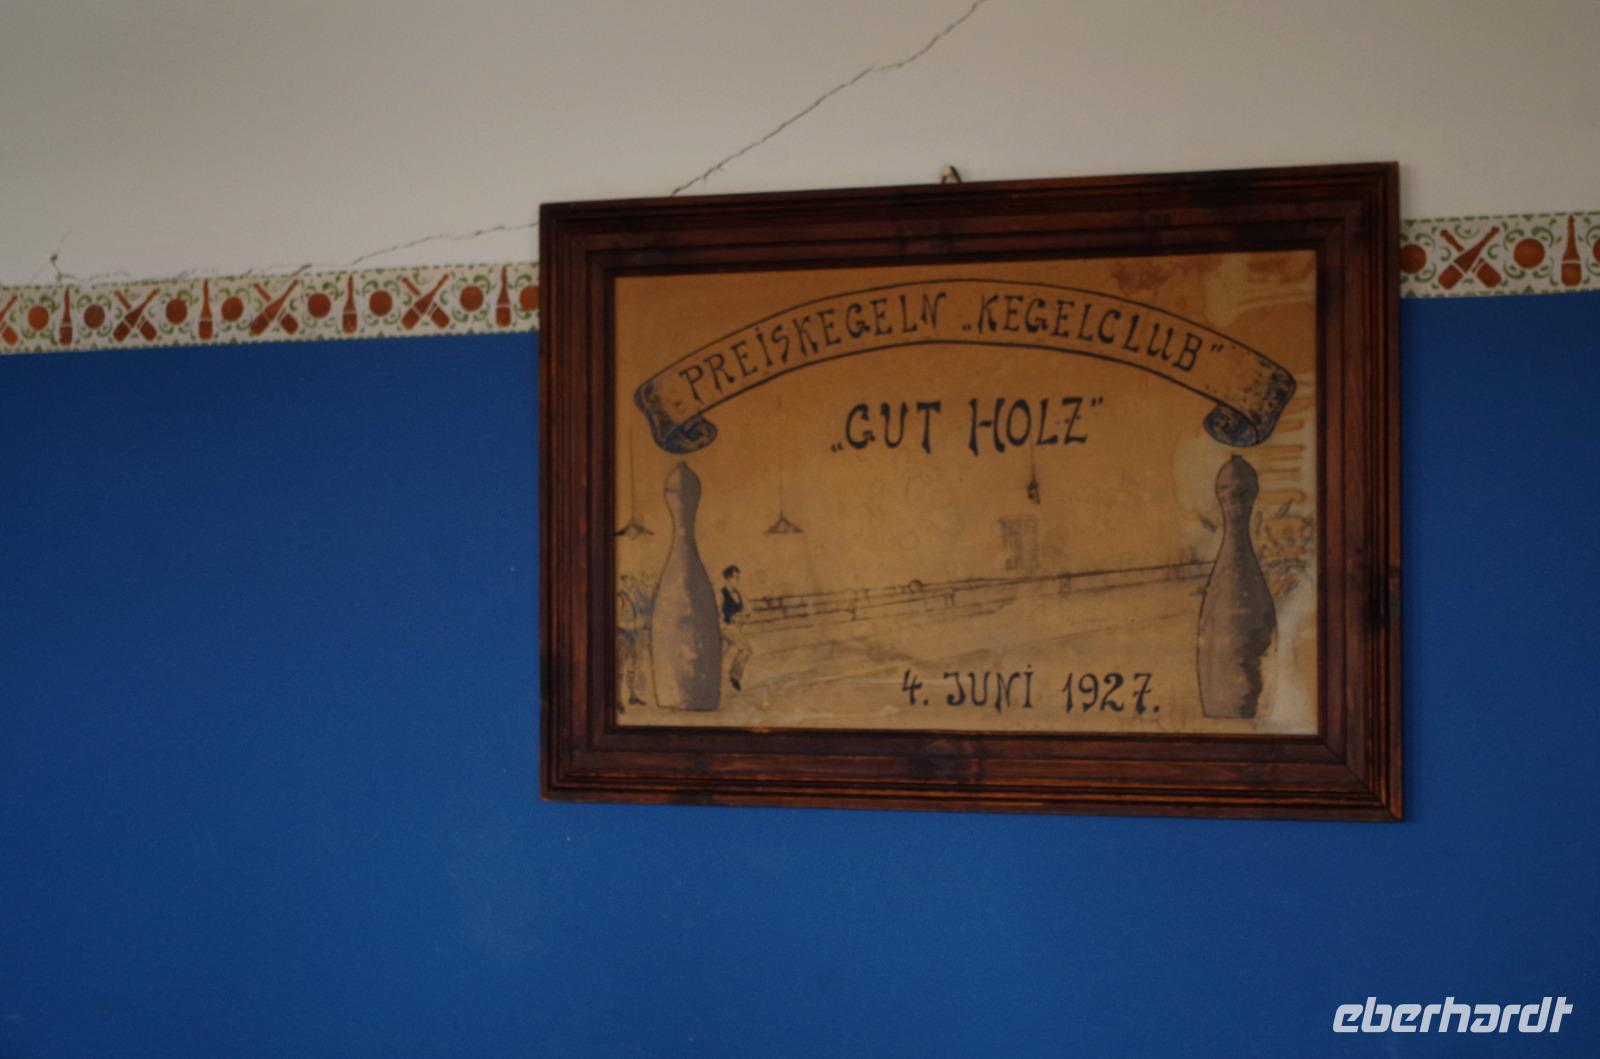 PREISKEGELN „KEGELCLUB”
„GUT HOLZ”
4. JUNI 1927.
eberhardt